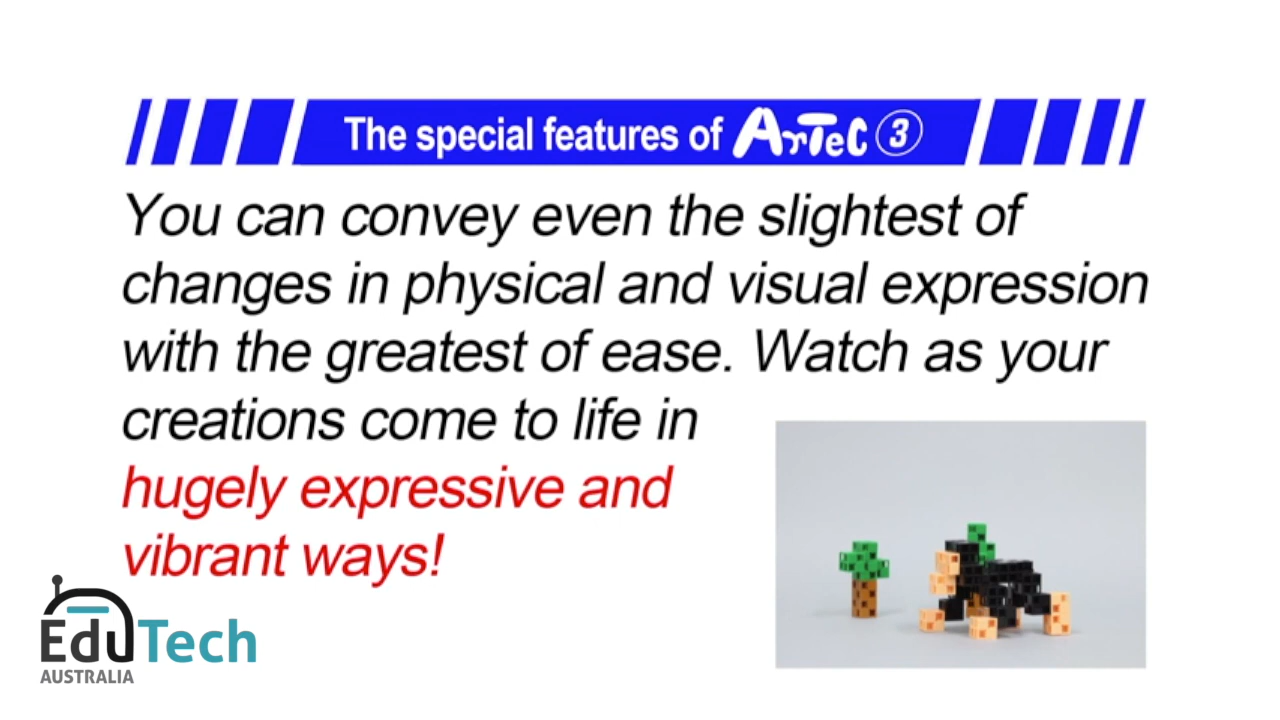 The special features of ArTeC ③
You can convey even the slightest of
changes in physical and visual expression
with the greatest of ease. Watch as your
creations come to life in
hugely expressive and
vibrant ways!
EduTech
AUSTRALIA